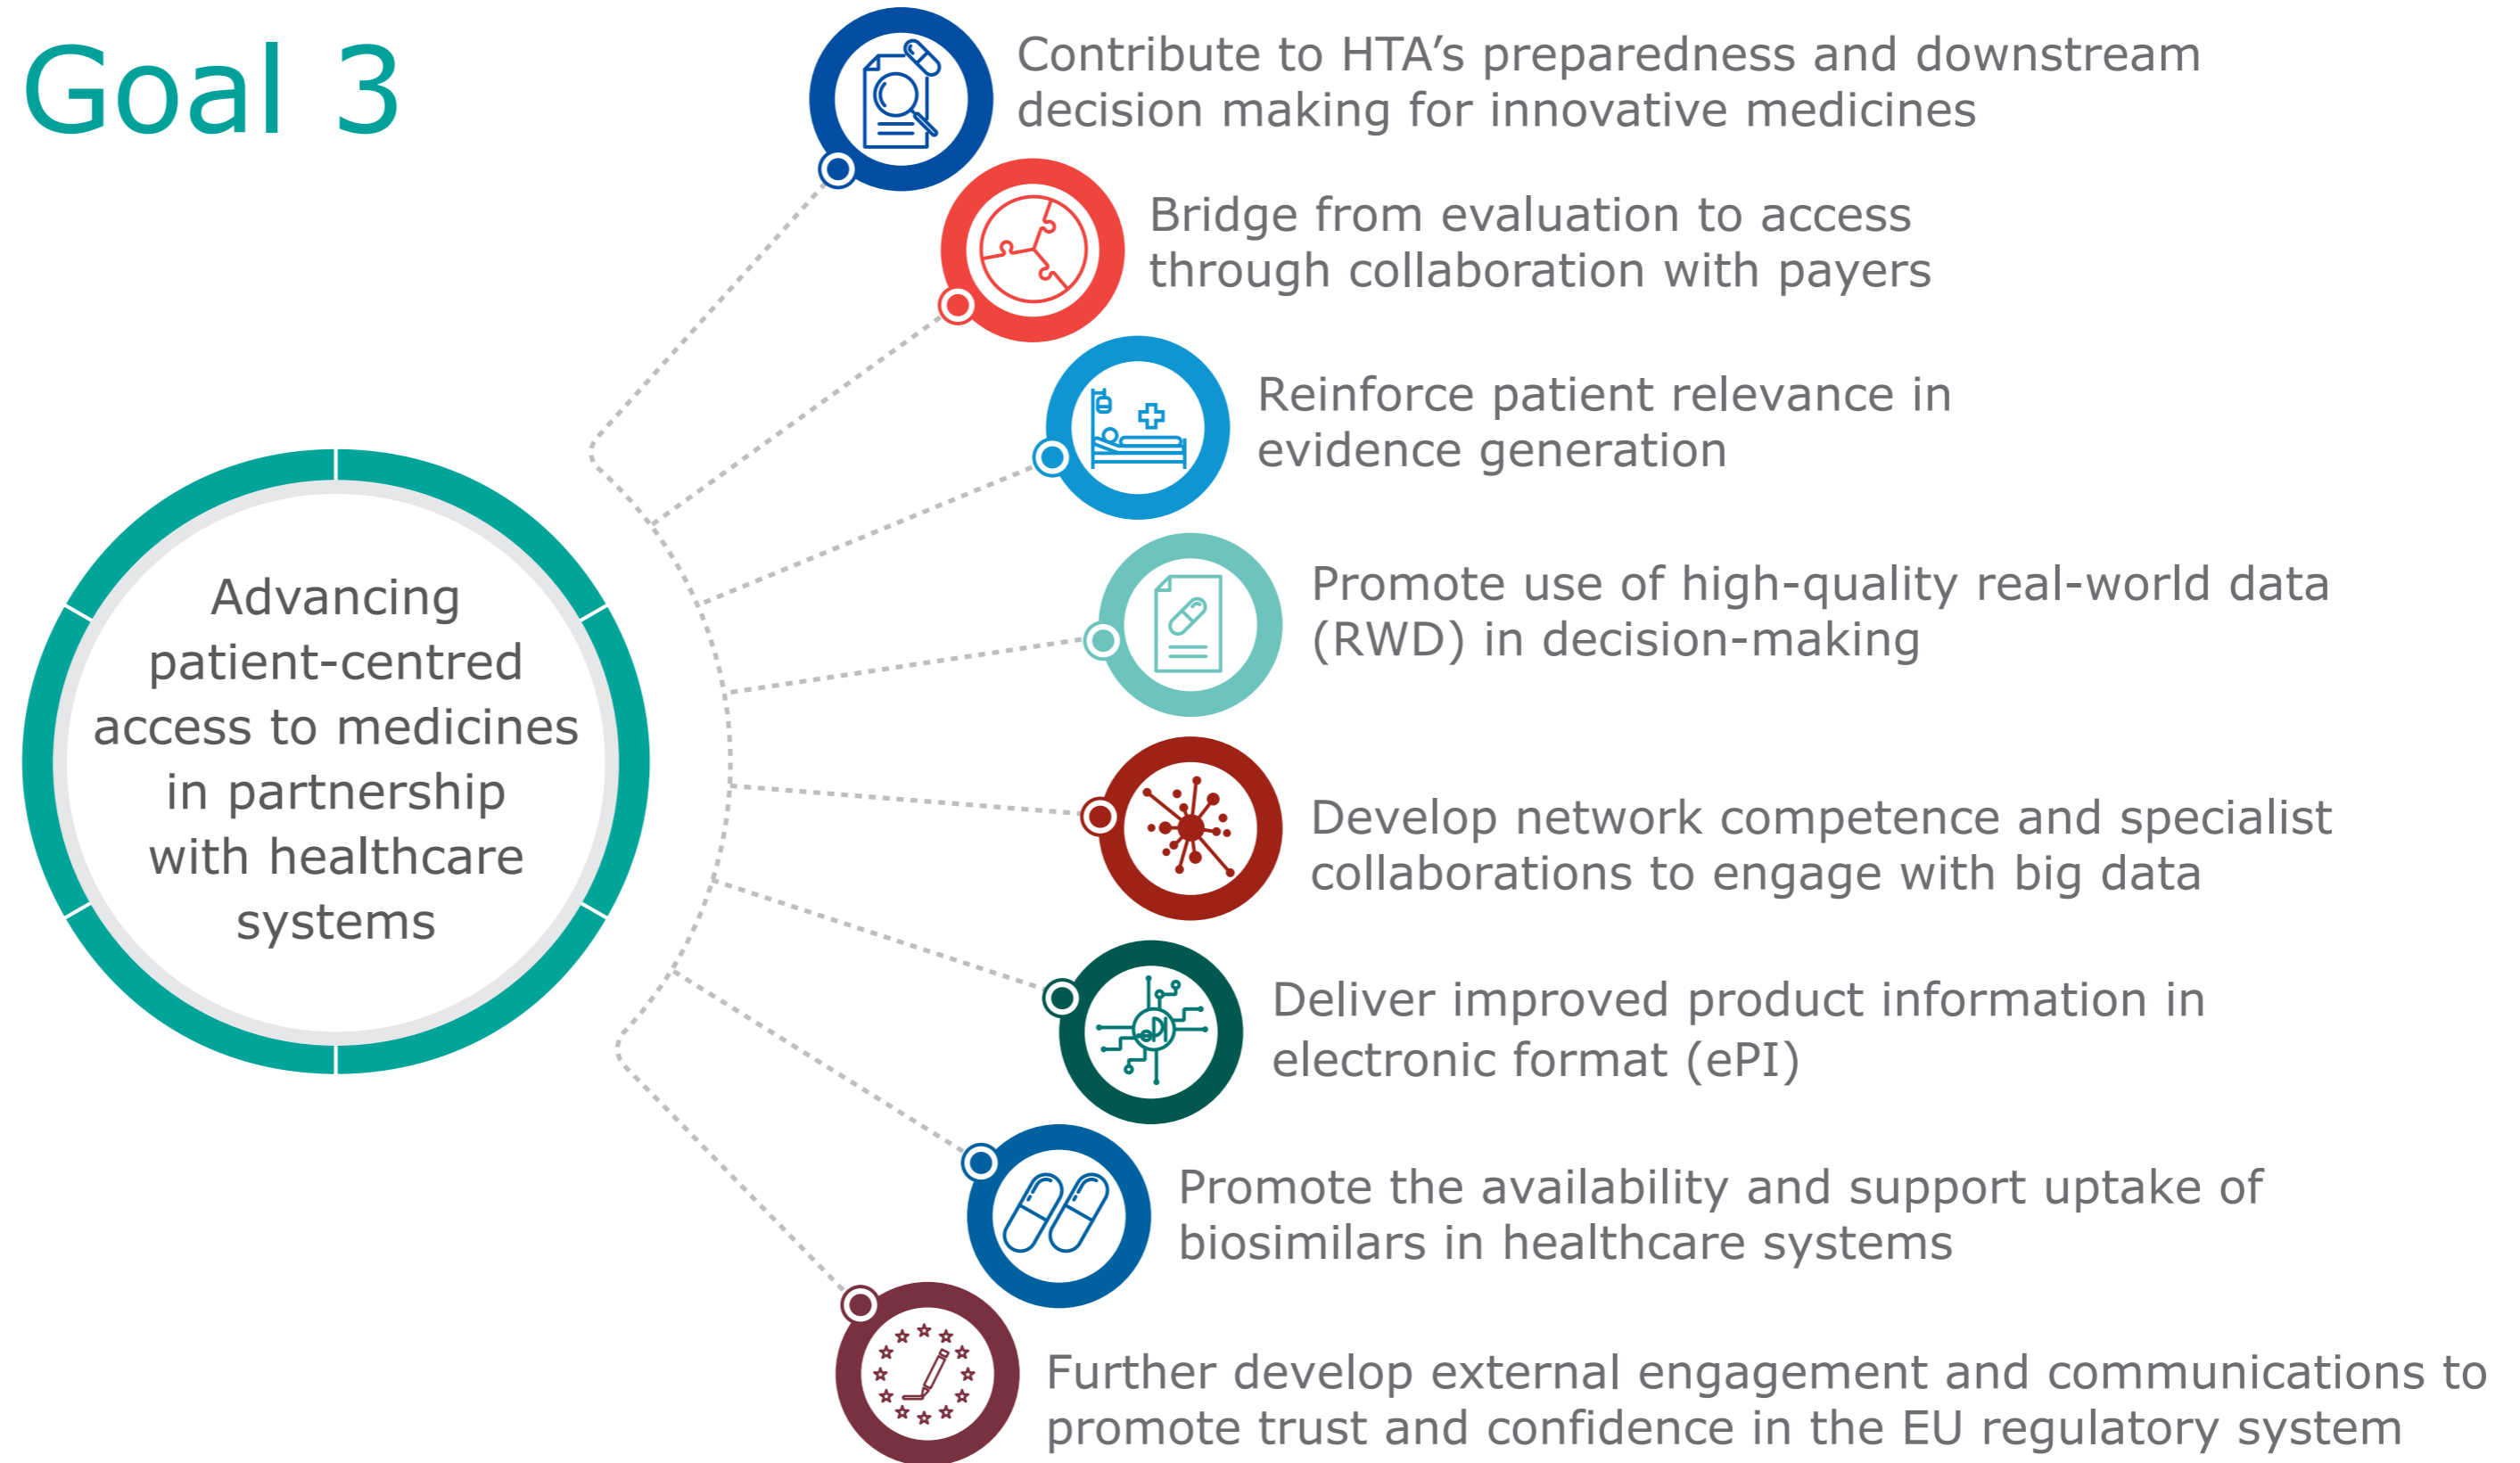 Goal 3
Contribute to HTA’s preparedness and downstream
decision making for innovative medicines
Bridge from evaluation to access
through collaboration with payers
Reinforce patient relevance in
evidence generation
Promote use of high-quality real-world data
(RWD) in decision-making
Advancing
patient-centred
access to medicines
in partnership
with healthcare
systems
Develop network competence and specialist
collaborations to engage with big data
ePI
Deliver improved product information in
electronic format (ePI)
Promote the availability and support uptake of
biosimilars in healthcare systems
Further develop external engagement and communications to
promote trust and confidence in the EU regulatory system